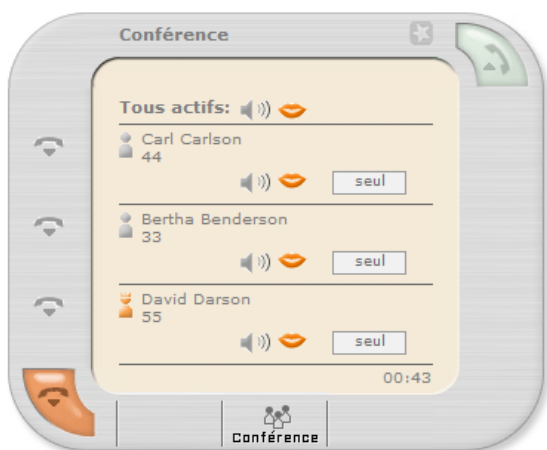 Conférence
Tous actifs:
Carl Carlson
44
seul
Bertha Benderson
33
seul
David Darson
55
seul
00:43
Conférence